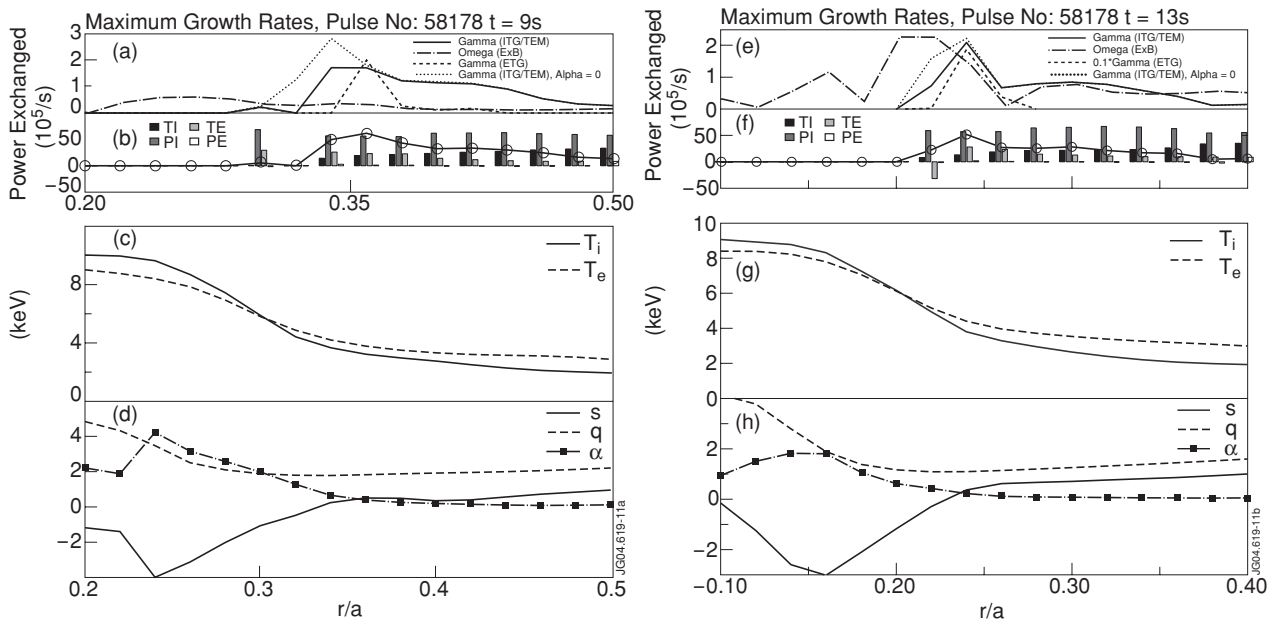 Maximum Growth Rates, Pulse No: 58178 t = 9s
Power Exchanged
(10⁵/s)
3
2
1
0
(a)
Gamma (ITG/TEM)
Omega (ExB)
Gamma (ETG)
Gamma (ITG/TEM), Alpha = 0
50
0
−50
(b)
TI TE
PI PE
0.20 0.35 0.50
(c)
Ti
Te
(keV)
8
4
0
(d)
s
q
α
4
2
0
−2
0.2 0.3 0.4 0.5
r/a
JG04.619-11a
Maximum Growth Rates, Pulse No: 58178 t = 13s
Power Exchanged
(10⁵/s)
2
1
0
(e)
Gamma (ITG/TEM)
Omega (ExB)
0.1*Gamma (ETG)
Gamma (ITG/TEM), Alpha = 0
50
0
−50
(f)
TI TE
PI PE
10
8
6
4
2
0
(g)
Ti
Te
(keV)
(h)
s
q
α
2
0
−2
−0.10 0.20 0.30 0.40
r/a
JG04.619-11b